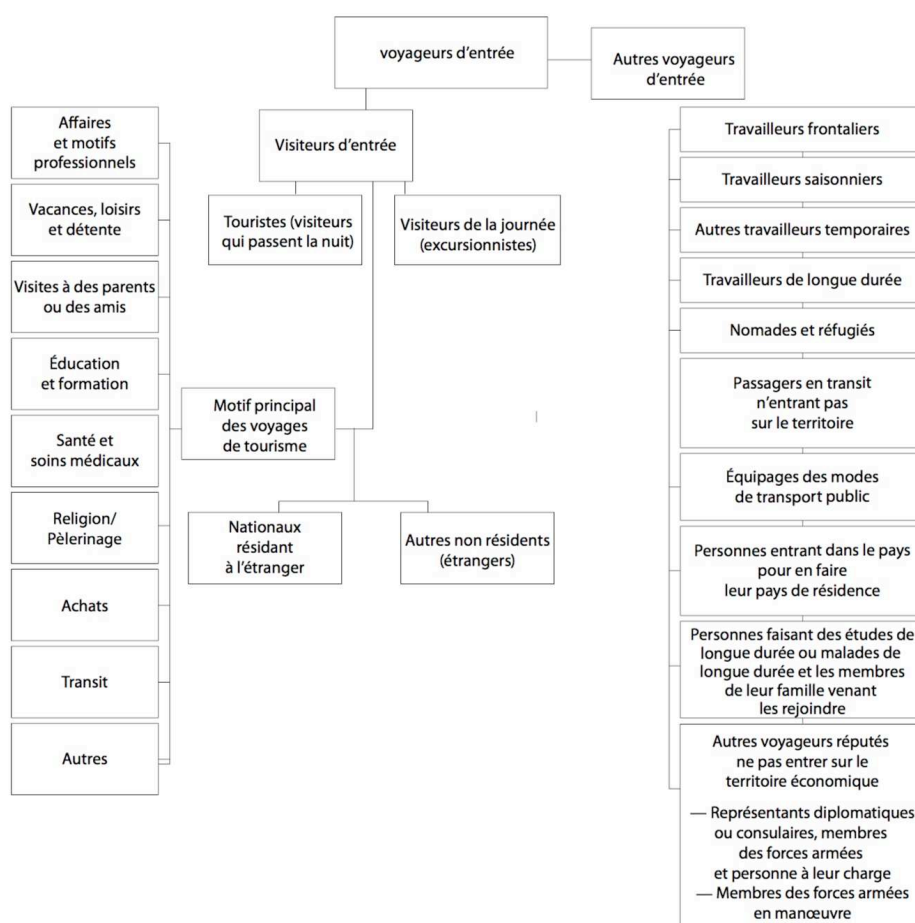 voyageurs d'entrée
Autres voyageurs
d'entrée
Visiteurs d'entrée
Touristes (visiteurs
qui passent la nuit)
Visiteurs de la journée
(excursionnistes)
Affaires
et motifs
professionnels
Vacances, loisirs
et détente
Visites à des parents
ou des amis
Éducation
et formation
Santé et
soins médicaux
Religion/
Pèlerinage
Achats
Transit
Autres
Motif principal
des voyages
de tourisme
Nationaux
résidant
à l'étranger
Autres non résidents
(étrangers)
Travailleurs frontaliers
Travailleurs saisonniers
Autres travailleurs temporaires
Travailleurs de longue durée
Nomades et réfugiés
Passagers en transit
n'entrant pas
sur le territoire
Équipages des modes
de transport public
Personnes entrant dans le pays
pour en faire
leur pays de résidence
Personnes faisant des études de
longue durée ou malades de
longue durée et les membres
de leur famille venant
les rejoindre
Autres voyageurs réputés
ne pas entrer sur le
territoire économique
— Représentants diplomatiques
ou consulaires, membres
des forces armées
et personne à leur charge
— Membres des forces armées
en manœuvre